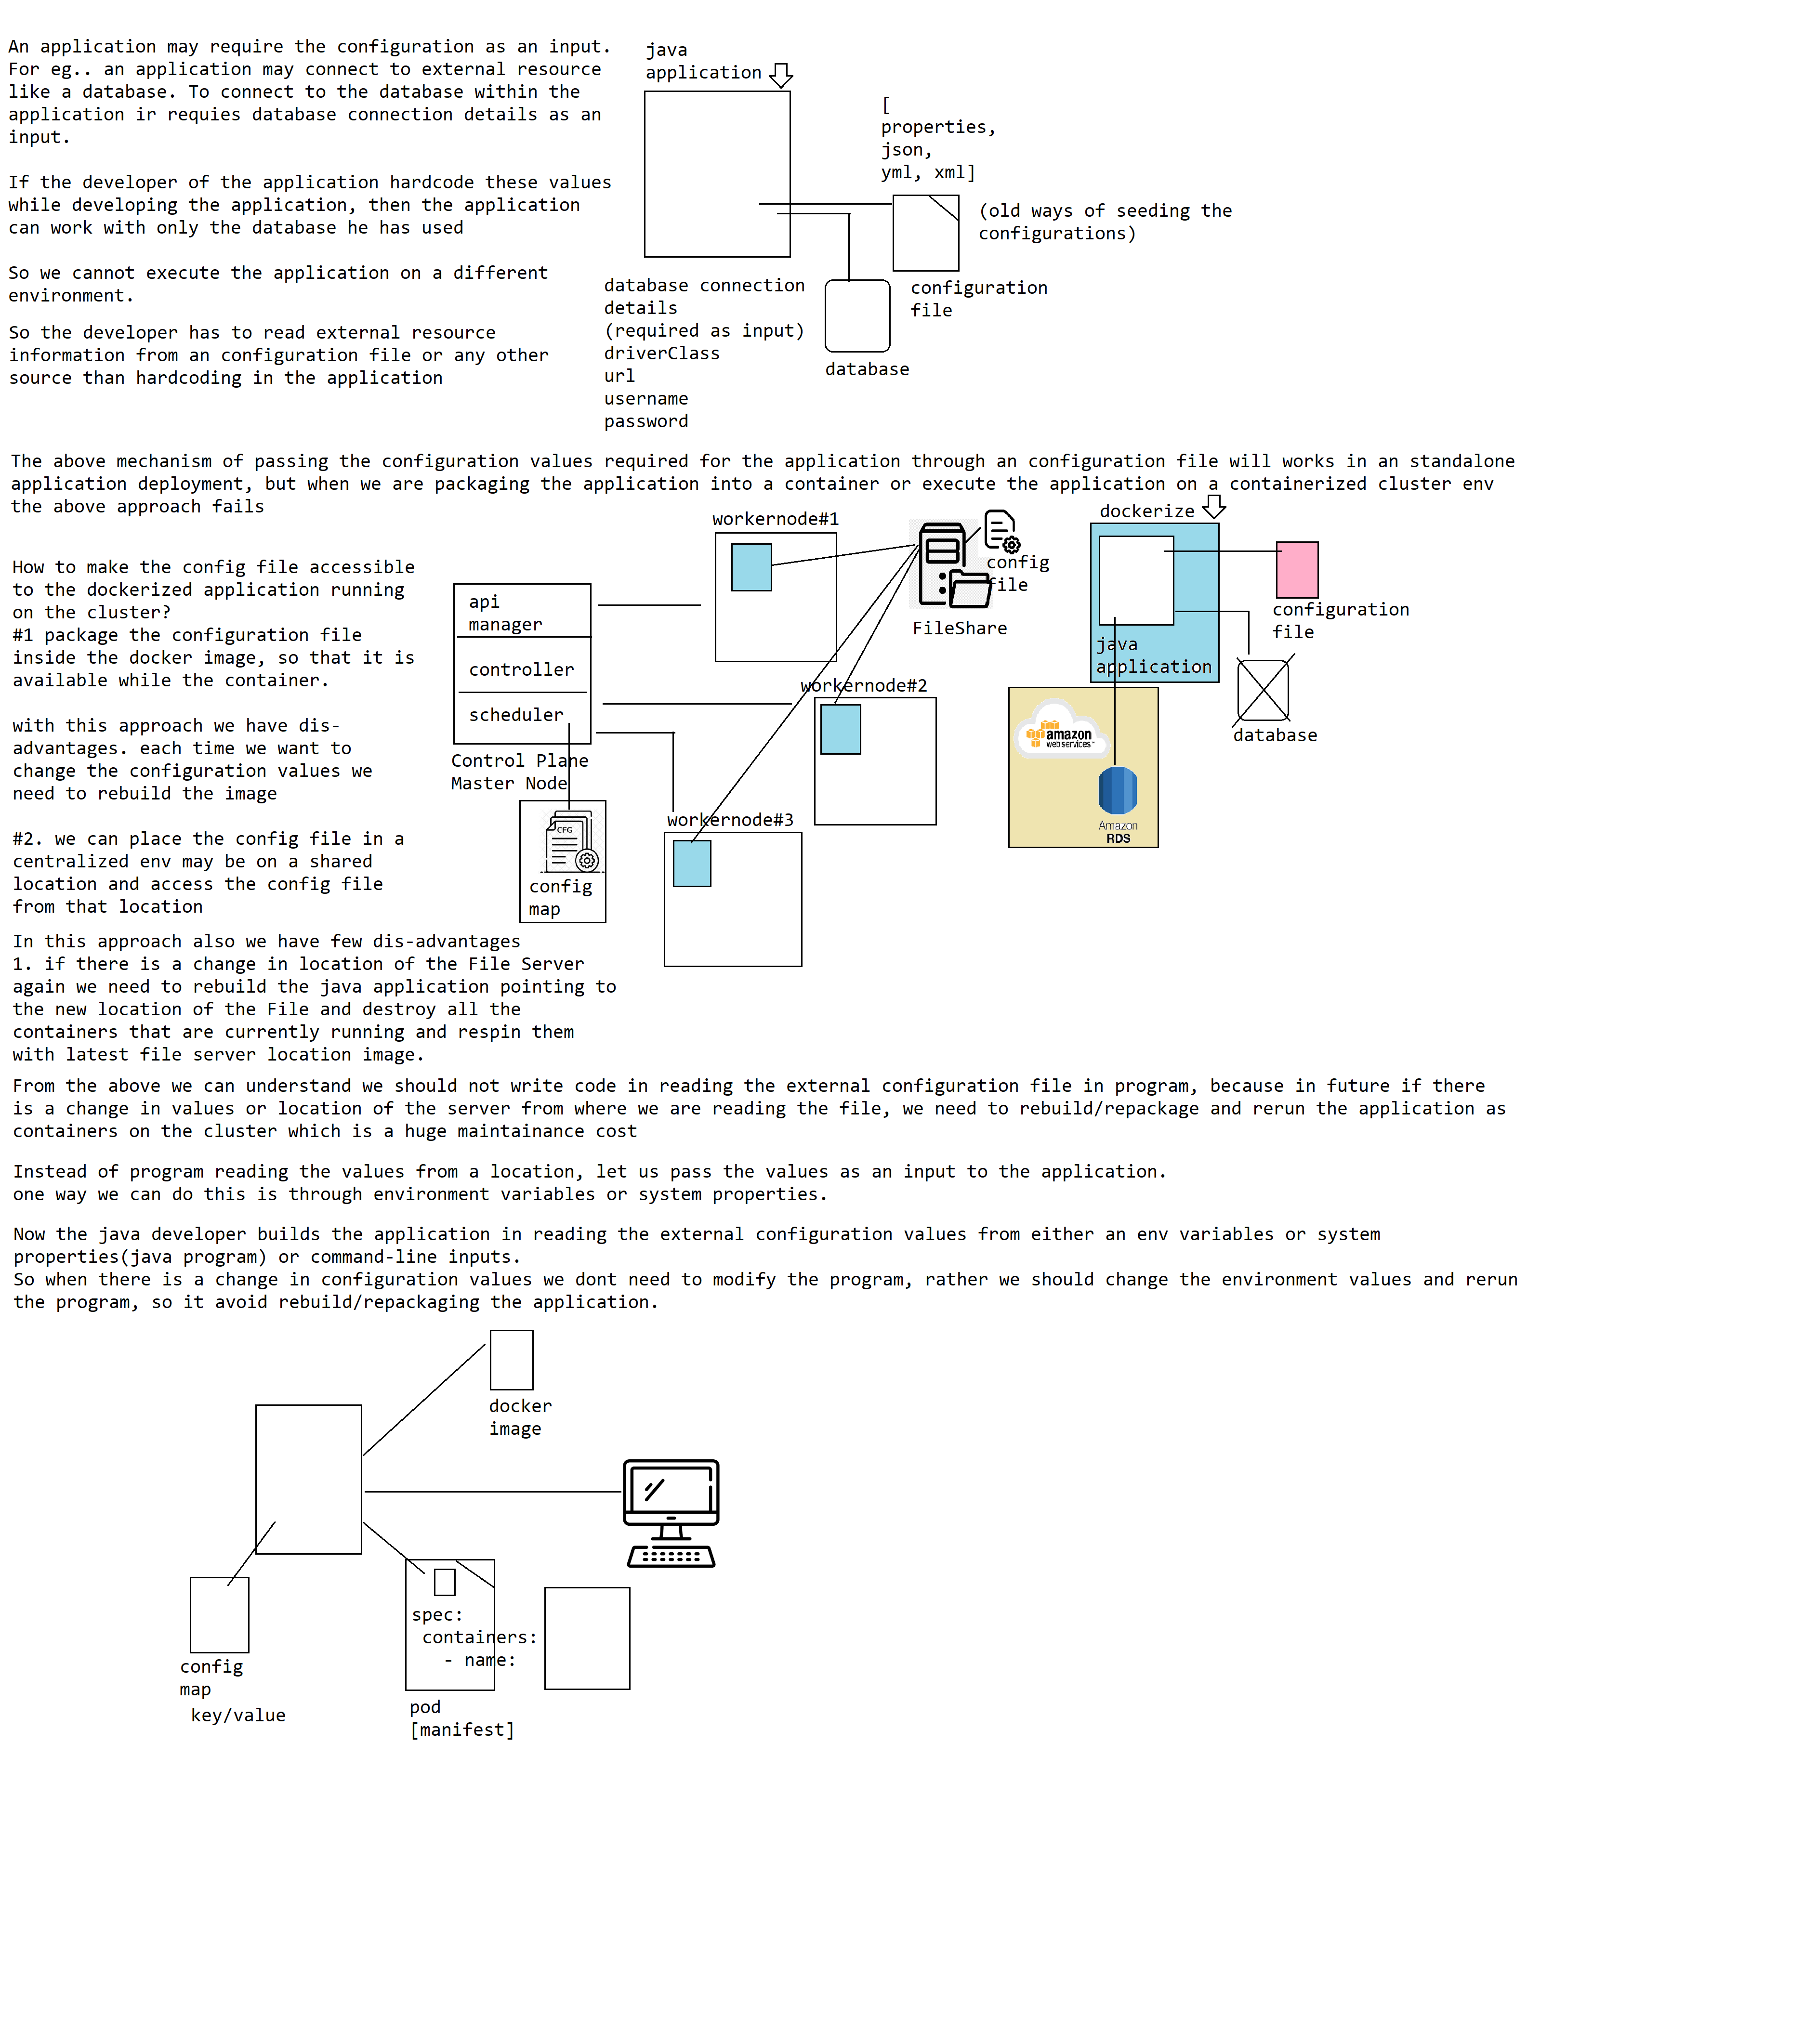 An application may require the configuration as an input.
For eg.. an application may connect to external resource
like a database. To connect to the database within the
application ir requies database connection details as an
input.
If the developer of the application hardcode these values
while developing the application, then the application
can work with only the database he has used
So we cannot execute the application on a different
environment.
So the developer has to read external resource
information from an configuration file or any other
source than hardcoding in the application
java
application
[
properties,
json,
yml, xml]
(old ways of seeding the
configurations)
configuration
file
database connection
details
(required as input)
driverClass
url
username
password
database
The above mechanism of passing the configuration values required for the application through an configuration file will works in an standalone
application deployment, but when we are packaging the application into a container or execute the application on a containerized cluster env
the above approach fails
How to make the config file accessible
to the dockerized application running
on the cluster?
#1 package the configuration file
inside the docker image, so that it is
available while the container.
with this approach we have dis-
advantages. each time we want to
change the configuration values we
need to rebuild the image
#2. we can place the config file in a
centralized env may be on a shared
location and access the config file
from that location
api
manager
controller
scheduler
Control Plane
Master Node
CFG
config
map
workernode#1
workernode#2
workernode#3
config
file
FileShare
dockerize
java
application
configuration
file
database
amazon
webservices™
Amazon
RDS
In this approach also we have few dis-advantages
1. if there is a change in location of the File Server
again we need to rebuild the java application pointing to
the new location of the File and destroy all the
containers that are currently running and respin them
with latest file server location image.
From the above we can understand we should not write code in reading the external configuration file in program, because in future if there
is a change in values or location of the server from where we are reading the file, we need to rebuild/repackage and rerun the application as
containers on the cluster which is a huge maintainance cost
Instead of program reading the values from a location, let us pass the values as an input to the application.
one way we can do this is through environment variables or system properties.
Now the java developer builds the application in reading the external configuration values from either an env variables or system
properties(java program) or command-line inputs.
So when there is a change in configuration values we dont need to modify the program, rather we should change the environment values and rerun
the program, so it avoid rebuild/repackaging the application.
docker
image
config
map
key/value
spec:
containers:
- name:
pod
[manifest]